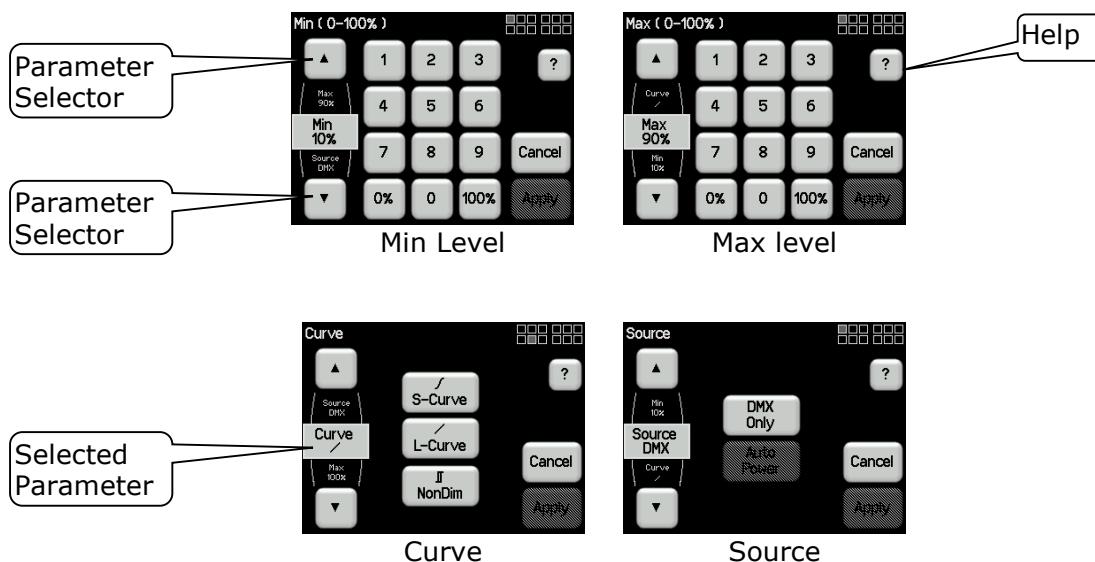 Parameter
Selector
Parameter
Selector
Min ( 0-100% )
▲
1
2
3
?
Max
90%
4
5
6
Min
10%
7
8
9
Cancel
Source
DMX
▼
0%
0
100%
Apply
Min Level
Max ( 0-100% )
▲
1
2
3
?
Curve
4
5
6
Max
90%
7
8
9
Cancel
Min
10%
▼
0%
0
100%
Apply
Max level
Help
Selected
Parameter
Curve
▲
?
S-Curve
Source
DMX
Curve
L-Curve
Max
100%
Cancel
NonDim
▼
Apply
Curve
Source
▲
?
Min
10%
DMX
Only
Source
DMX
Auto
Power
Cancel
Curve
▼
Apply
Source